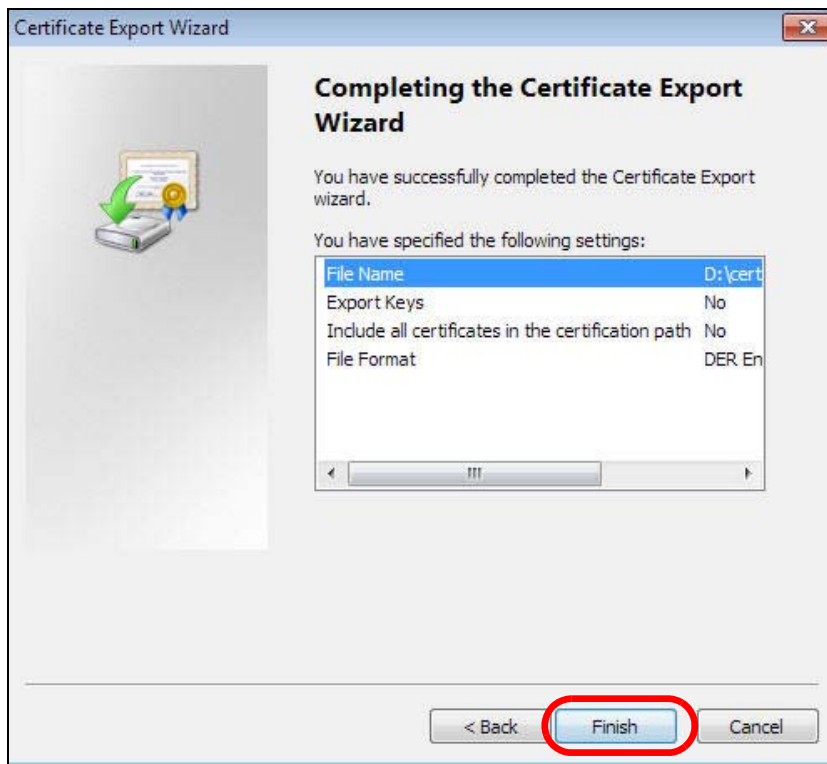 Certificate Export Wizard
Completing the Certificate Export
Wizard
You have successfully completed the Certificate Export
wizard.
You have specified the following settings:
File Name D:\cert
Export Keys No
Include all certificates in the certification path No
File Format DER En
< Back Finish Cancel